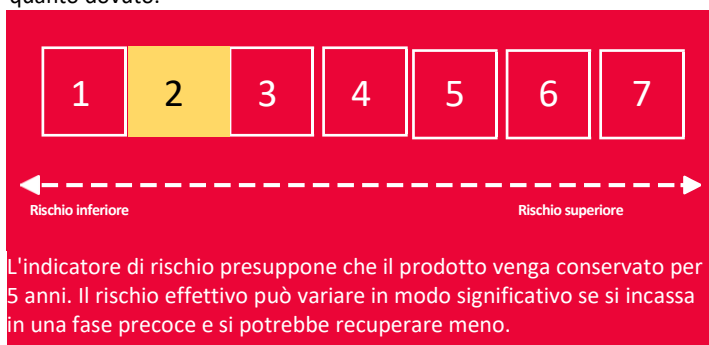 quanto dovuto.
1 2 3 4 5 6 7
Rischio inferiore Rischio superiore
L'indicatore di rischio presuppone che il prodotto venga conservato per
5 anni. Il rischio effettivo può variare in modo significativo se si incassa
in una fase precoce e si potrebbe recuperare meno.